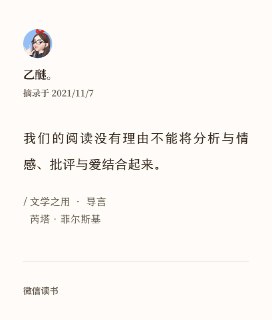 乙醚。
摘录于 2021/11/7
我们的阅读没有理由不能将分析与情
感、批评与爱结合起来。
/ 文学之用 · 导言
芮塔·菲尔斯基
微信读书